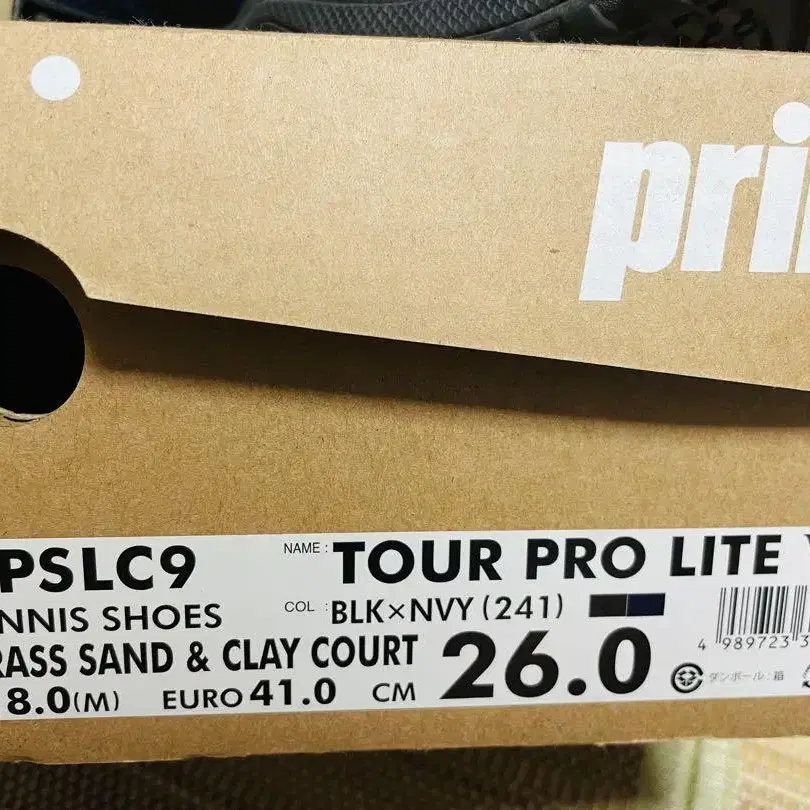 pri
PSLC9
NAME : TOUR PRO LITE
NNIS SHOES
COL : BLK×NVY (241)
RASS SAND & CLAY COURT
8.0(M) EURO 41.0 CM 26.0
4 989723 3
ダンボール : 箱